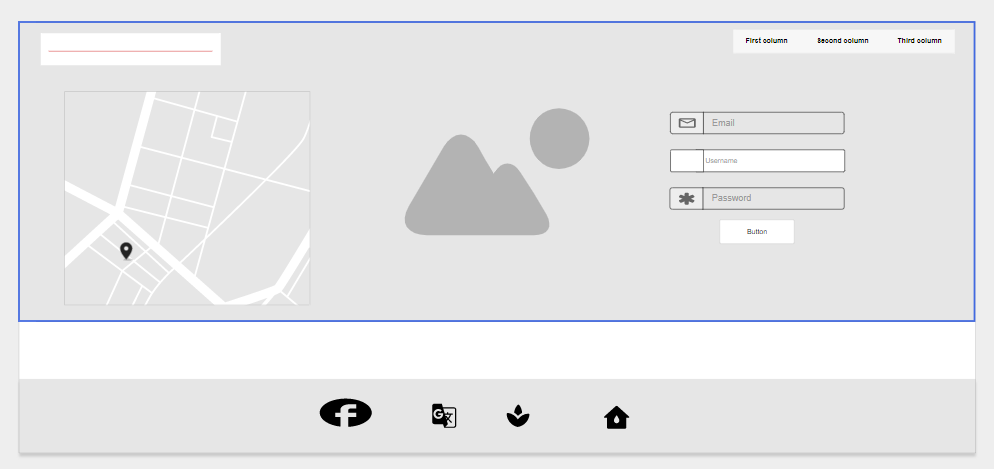 First column Second column Third column
Email
Username
Password
Button
G